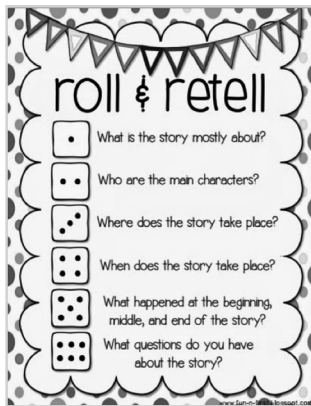 roll & retell
What is the story mostly about?
Who are the main characters?
Where does the story take place?
When does the story take place?
What happened at the beginning,
middle, and end of the story?
What questions do you have
about the story?